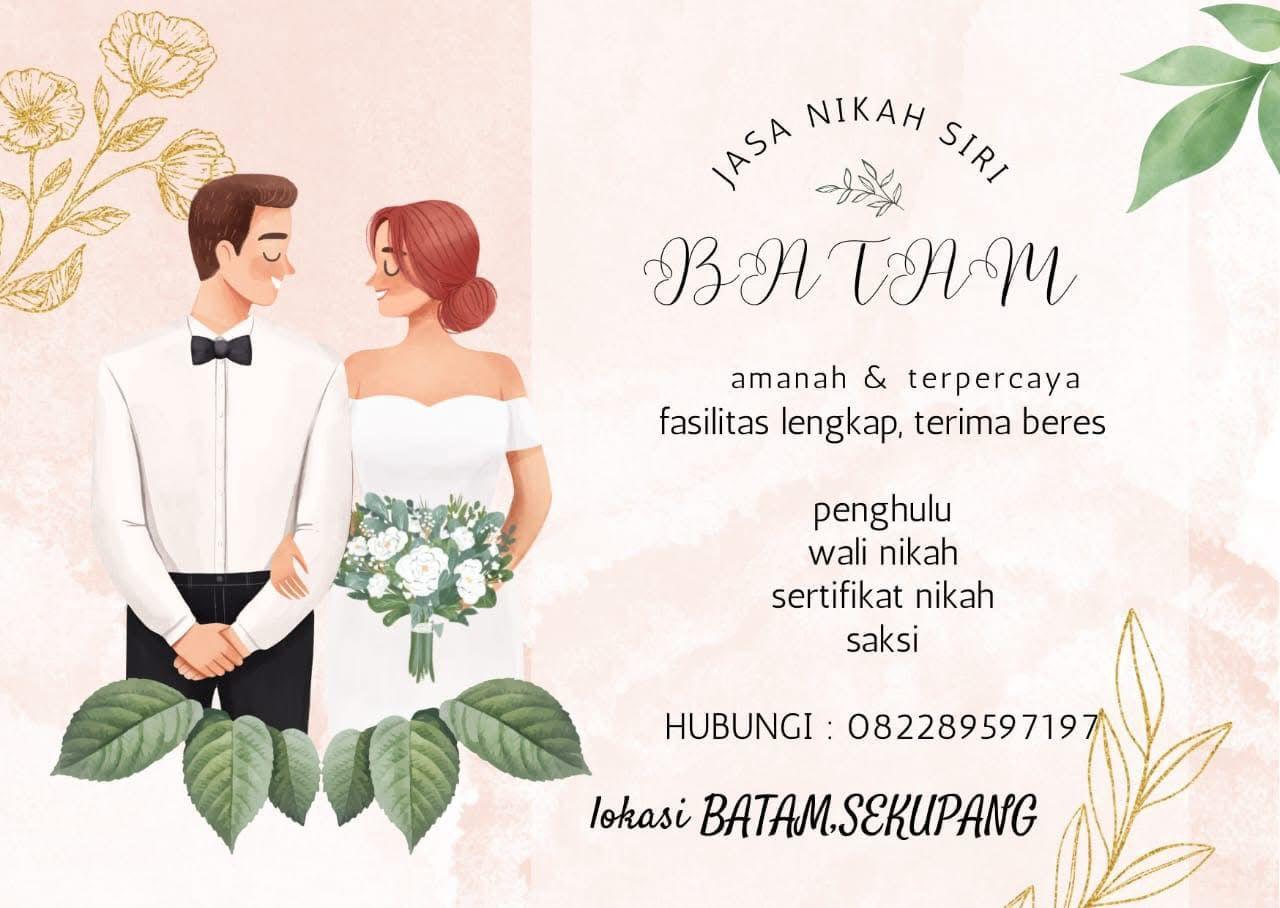 JASA NIKAH SIRI
BATAM
amanah & terpercaya
fasilitas lengkap, terima beres
penghulu
wali nikah
sertifikat nikah
saksi
HUBUNGI : 082289597197
lokasi BATAM,SEKUPANG